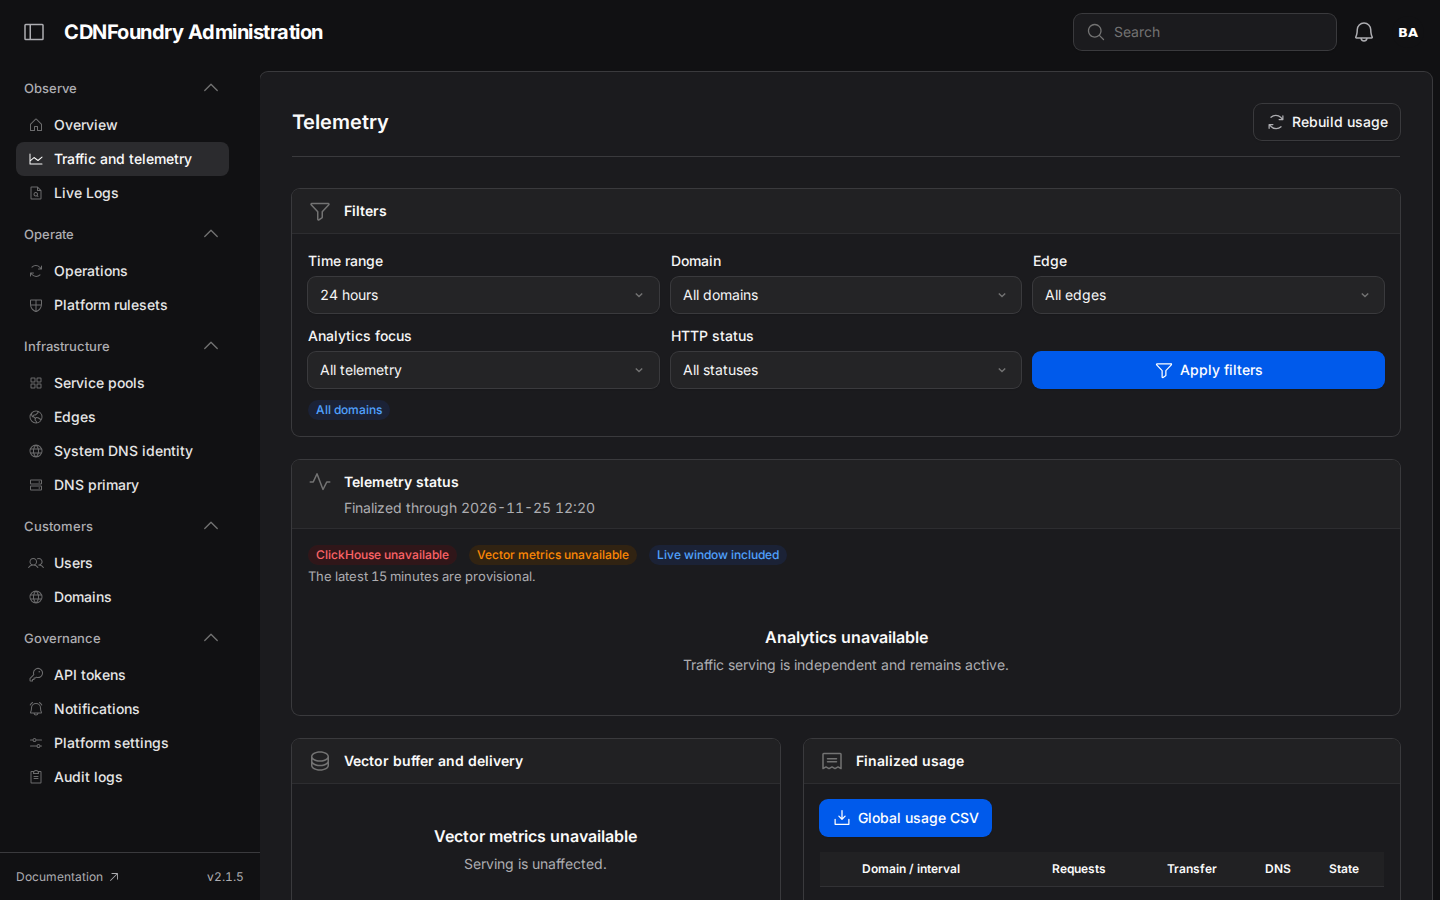 CDNFoundry Administration
Search
BA
Observe
Overview
Traffic and telemetry
Live Logs
Operate
Operations
Platform rulesets
Infrastructure
Service pools
Edges
System DNS identity
DNS primary
Customers
Users
Domains
Governance
API tokens
Notifications
Platform settings
Audit logs
Documentation
v2.1.5
Telemetry
Rebuild usage
Filters
Time range
Domain
Edge
24 hours
All domains
All edges
Analytics focus
HTTP status
All telemetry
All statuses
Apply filters
All domains
Telemetry status
Finalized through 2026-11-25 12:20
ClickHouse unavailable
Vector metrics unavailable
Live window included
The latest 15 minutes are provisional.
Analytics unavailable
Traffic serving is independent and remains active.
Vector buffer and delivery
Vector metrics unavailable
Serving is unaffected.
Finalized usage
Global usage CSV
Domain / interval
Requests
Transfer
DNS
State